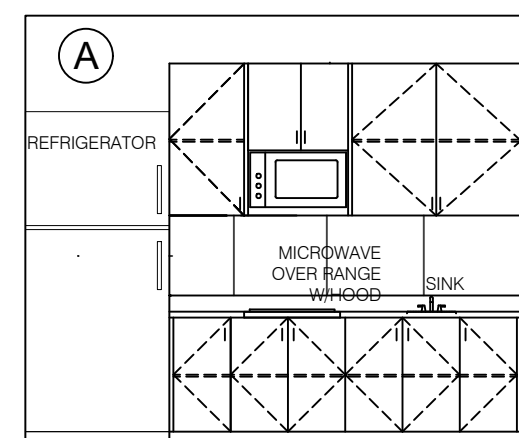 A
REFRIGERATOR
MICROWAVE
OVER RANGE
W/HOOD
SINK